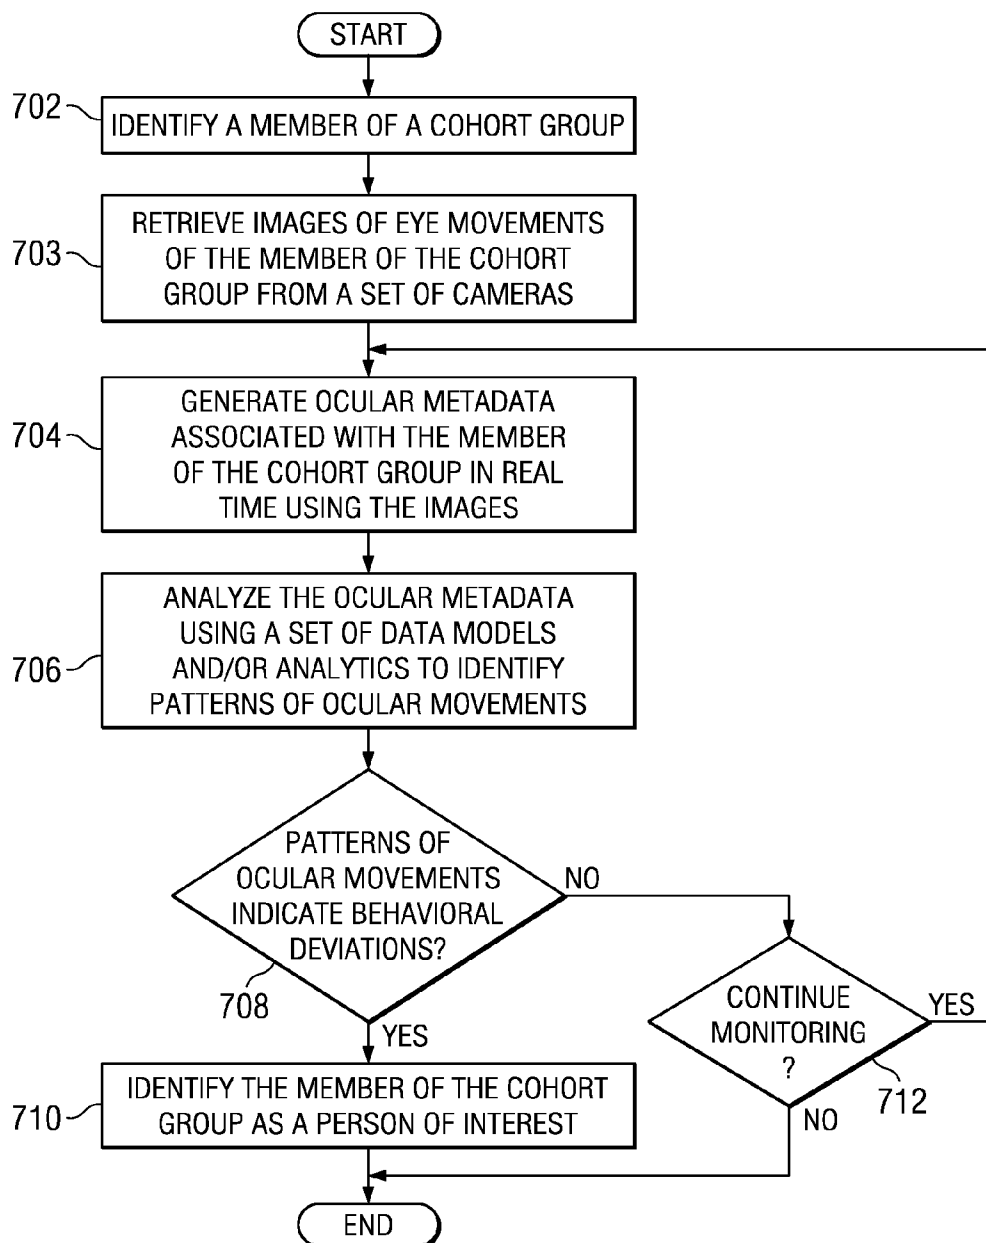 START
702
IDENTIFY A MEMBER OF A COHORT GROUP
703
RETRIEVE IMAGES OF EYE MOVEMENTS
OF THE MEMBER OF THE COHORT
GROUP FROM A SET OF CAMERAS
704
GENERATE OCULAR METADATA
ASSOCIATED WITH THE MEMBER
OF THE COHORT GROUP IN REAL
TIME USING THE IMAGES
706
ANALYZE THE OCULAR METADATA
USING A SET OF DATA MODELS
AND/OR ANALYTICS TO IDENTIFY
PATTERNS OF OCULAR MOVEMENTS
PATTERNS OF
OCULAR MOVEMENTS
INDICATE BEHAVIORAL
DEVIATIONS?
NO
708
YES
CONTINUE
MONITORING
?
YES
712
NO
710
IDENTIFY THE MEMBER OF THE COHORT
GROUP AS A PERSON OF INTEREST
END